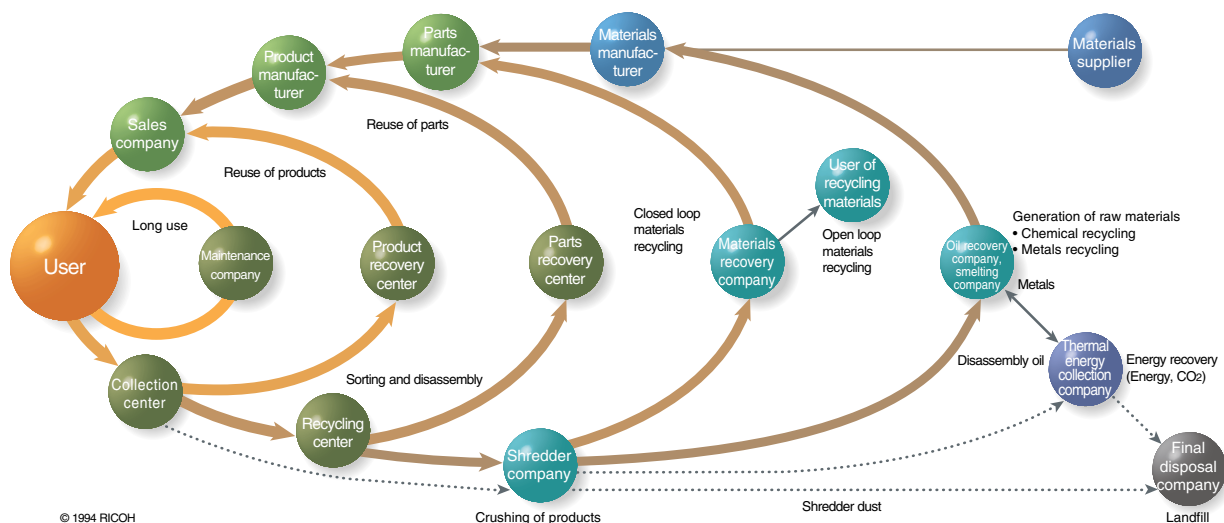 Parts
manufac-
turer
Materials
manufacturer
Materials
supplier
Product
manufac-
turer
Sales
company
Reuse of parts
Reuse of products
User of
recycling
materials
Long use
Closed loop
materials
recycling
Generation of raw materials
• Chemical recycling
• Metals recycling
User
Maintenance
company
Product
recovery
center
Parts
recovery
center
Materials
recovery
company
Open loop
materials
recycling
Oil recovery
company,
smelting
company
Metals
Collection
center
Sorting and disassembly
Disassembly oil
Thermal
energy
collection
company
Energy recovery
(Energy, CO2)
Recycling
center
Shredder
company
Final
disposal
company
Shredder dust
© 1994 RICOH
Crushing of products
Landfill